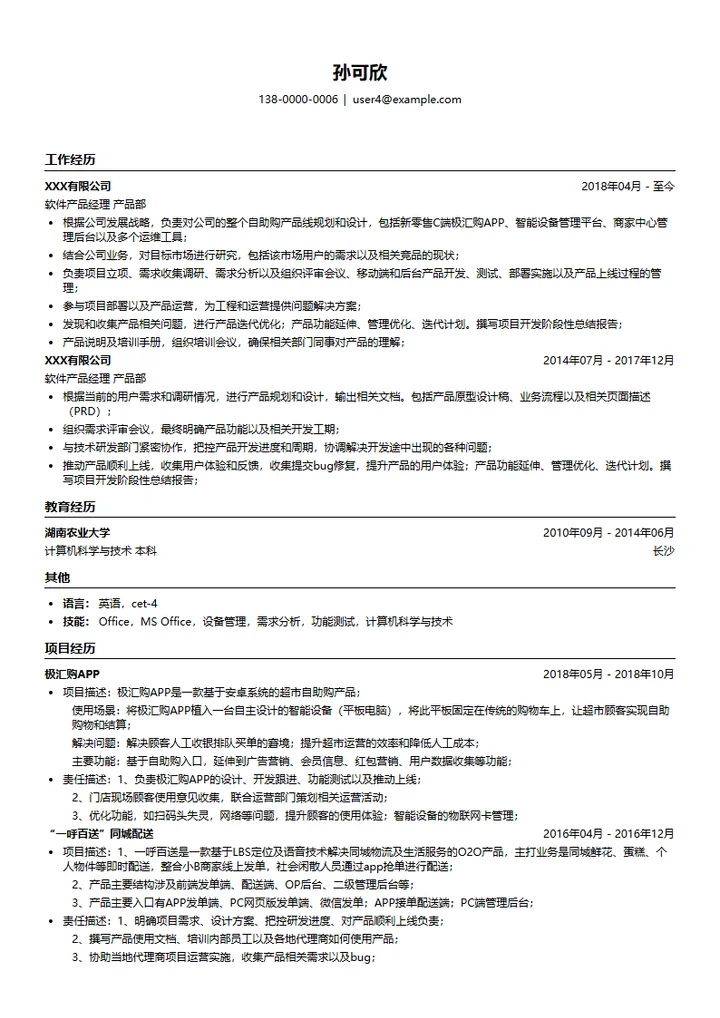 孙可欣
138-0000-0006 | user4@example.com
工作经历
XXX有限公司 2018年04月 - 至今
软件产品经理 产品部
• 根据公司发展战略，负责对公司的整个自助购产品线规划和设计，包括新零售C端极汇购APP、智能设备管理平台、商家中心管
理后台以及多个运维工具；
• 结合公司业务，对目标市场进行研究，包括该市场用户的需求以及相关竞品的现状；
• 负责项目立项、需求收集调研、需求分析以及组织评审会议、移动端和后台产品开发、测试、部署实施以及产品上线过程的管
理；
• 参与项目部署以及产品运营，为工程和运营提供问题解决方案；
• 发现和收集产品相关问题，进行产品迭代优化；产品功能延伸、管理优化、迭代计划。撰写项目开发阶段性总结报告；
• 产品说明及培训手册，组织培训会议，确保相关部门同事对产品的理解；
XXX有限公司 2014年07月 - 2017年12月
软件产品经理 产品部
• 根据当前的用户需求和调研情况，进行产品规划和设计，输出相关文档。包括产品原型设计稿、业务流程以及相关页面描述
（PRD）；
• 组织需求评审会议，最终明确产品功能以及相关开发工期；
• 与技术研发部门紧密协作，把控产品开发进度和周期，协调解决开发途中出现的各种问题；
• 推动产品顺利上线，收集用户体验和反馈，收集提交bug修复，提升产品的用户体验；产品功能延伸、管理优化、迭代计划。撰
写项目开发阶段性总结报告；
教育经历
湖南农业大学 2010年09月 - 2014年06月
计算机科学与技术 本科 长沙
其他
• 语言： 英语，cet-4
• 技能： Office，MS Office，设备管理，需求分析，功能测试，计算机科学与技术
项目经历
极汇购APP 2018年05月 - 2018年10月
• 项目描述：极汇购APP是一款基于安卓系统的超市自助购产品；
使用场景：将极汇购APP植入一台自主设计的智能设备（平板电脑），将此平板固定在传统的购物车上，让超市顾客实现自助
购物和结算；
解决问题：解决顾客人工收银排队买单的窘境；提升超市运营的效率和降低人工成本；
主要功能：基于自助购入口，延伸到广告营销、会员信息、红包营销、用户数据收集等功能；
• 责任描述：1、负责极汇购APP的设计、开发跟进、功能测试以及推动上线；
2、门店现场顾客使用意见收集，联合运营部门策划相关运营活动；
3、优化功能，如扫码头失灵，网络等问题，提升顾客的使用体验；智能设备的物联网卡管理；
“一呼百送”同城配送 2016年04月 - 2016年12月
• 项目描述：1、一呼百送是一款基于LBS定位及语音技术解决同城物流及生活服务的O2O产品，主打业务是同城鲜花、蛋糕、个
人物件等即时配送，整合小B商家线上发单，社会闲散人员通过app抢单进行配送；
2、产品主要结构涉及前端发单端、配送端、OP后台、二级管理后台等；
3、产品主要入口有APP发单端、PC网页版发单端、微信发单；APP接单配送端；PC端管理后台；
• 责任描述：1、明确项目需求、设计方案、把控研发进度、对产品顺利上线负责；
2、撰写产品使用文档、培训内部员工以及各地代理商如何使用产品；
3、协助当地代理商项目运营实施，收集产品相关需求以及bug；